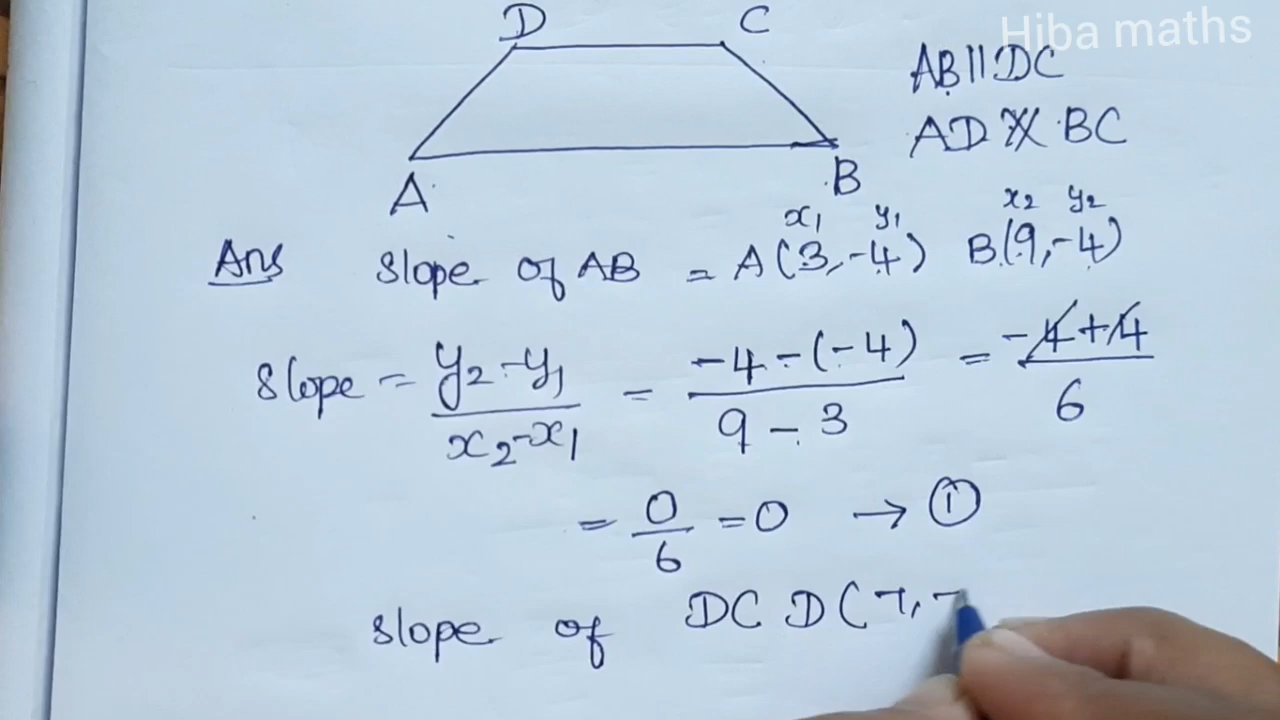 Hiba maths
D C
AB || DC
AD ∦ BC
A B
x₁ y₁ x₂ y₂
Ans slope of AB = A(3,-4) B(9,-4)
slope = y₂-y₁ / x₂-x₁ = -4-(-4) / 9-3 = -4+4 / 6
= 0/6 = 0 → ①
slope of DC D(7,